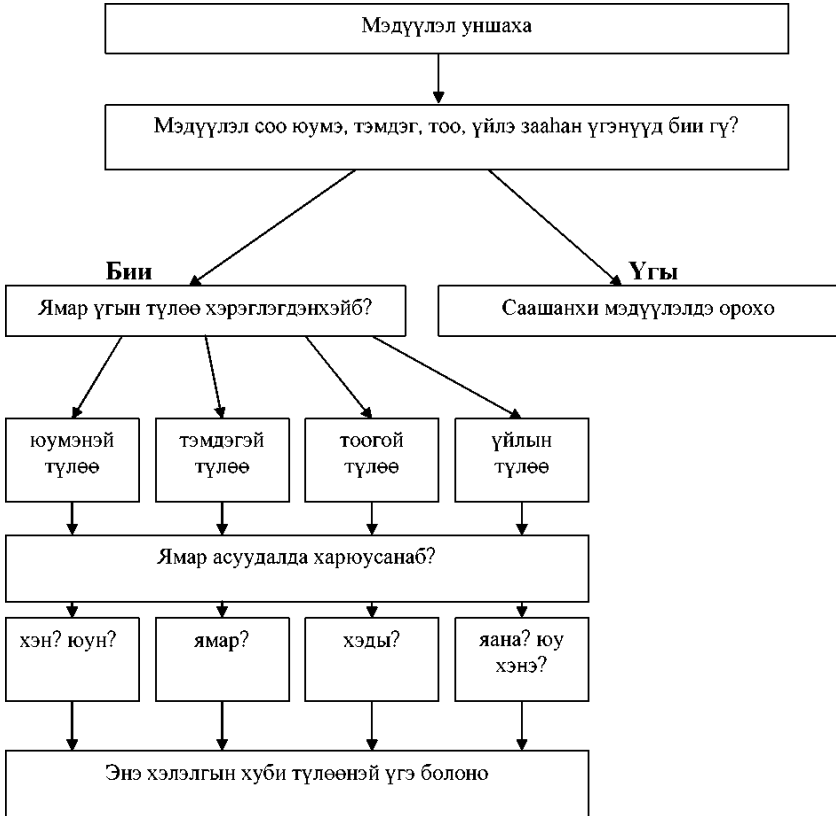 Мэдүүлэл уншаха
Мэдүүлэл соо юумэ, тэмдэг, тоо, үйлэ зааһан үгэнүүд бии гү?
Бии
Үгы
Ямар үгын түлөө хэрэглэгдэнхэйб?
Саашанхи мэдүүлэлдэ орохо
юумэнэй
түлөө
тэмдэгэй
түлөө
тоогой
түлөө
үйлын
түлөө
Ямар асуудалда харюусанаб?
хэн? юун?
ямар?
хэды?
яана? юу
хэнэ?
Энэ хэлэлгын хуби түлөөнэй үгэ болоно